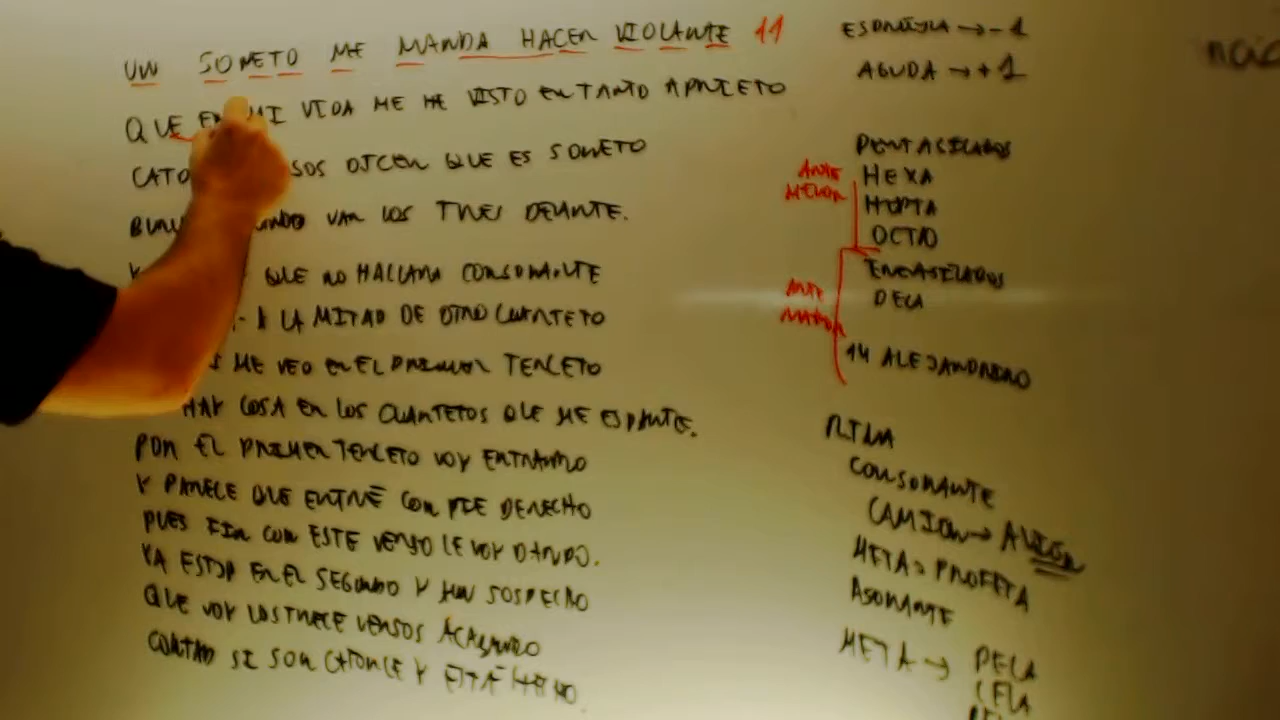 UN SONETO ME MANDA HACER VIOLANTE 11
QUE EN MI VIDA ME HE VISTO EN TANTO APRIETO
CATO SOS DICEN QUE ES SONETO
BURL ANDO VAN LOS TRES DELANTE.
Y QUE NO HALLARA CONSONANTE
Y A LA MITAD DE OTRO CUARTETO
SI ME VEO EN EL PRIMER TERCETO
HAY COSA EN LOS CUARTETOS QUE ME ESPANTE.
POR EL PRIMER TERCETO VOY ENTRANDO
Y PARECE QUE ENTRÉ CON PIE DERECHO
PUES FIN CON ESTE VERSO LE VOY DANDO.
YA ESTOY EN EL SEGUNDO Y AUN SOSPECHO
QUE VOY LOS TRECE VERSOS ACABANDO
CONTAD SI SON CATORCE Y ESTÁ HECHO.
ESDRÚJULA → -1
AGUDA → +1
PENTASÍLABOS
HEXA
HEPTA
OCTO
ARTE MENOR
ENEASÍLABOS
DECA
ARTE MAYOR
14 ALEJANDRINO
RIMA
CONSONANTE
CAMIÓN → AVIÓN
META → PROFETA
ASONANTE
META → PELA
CELA